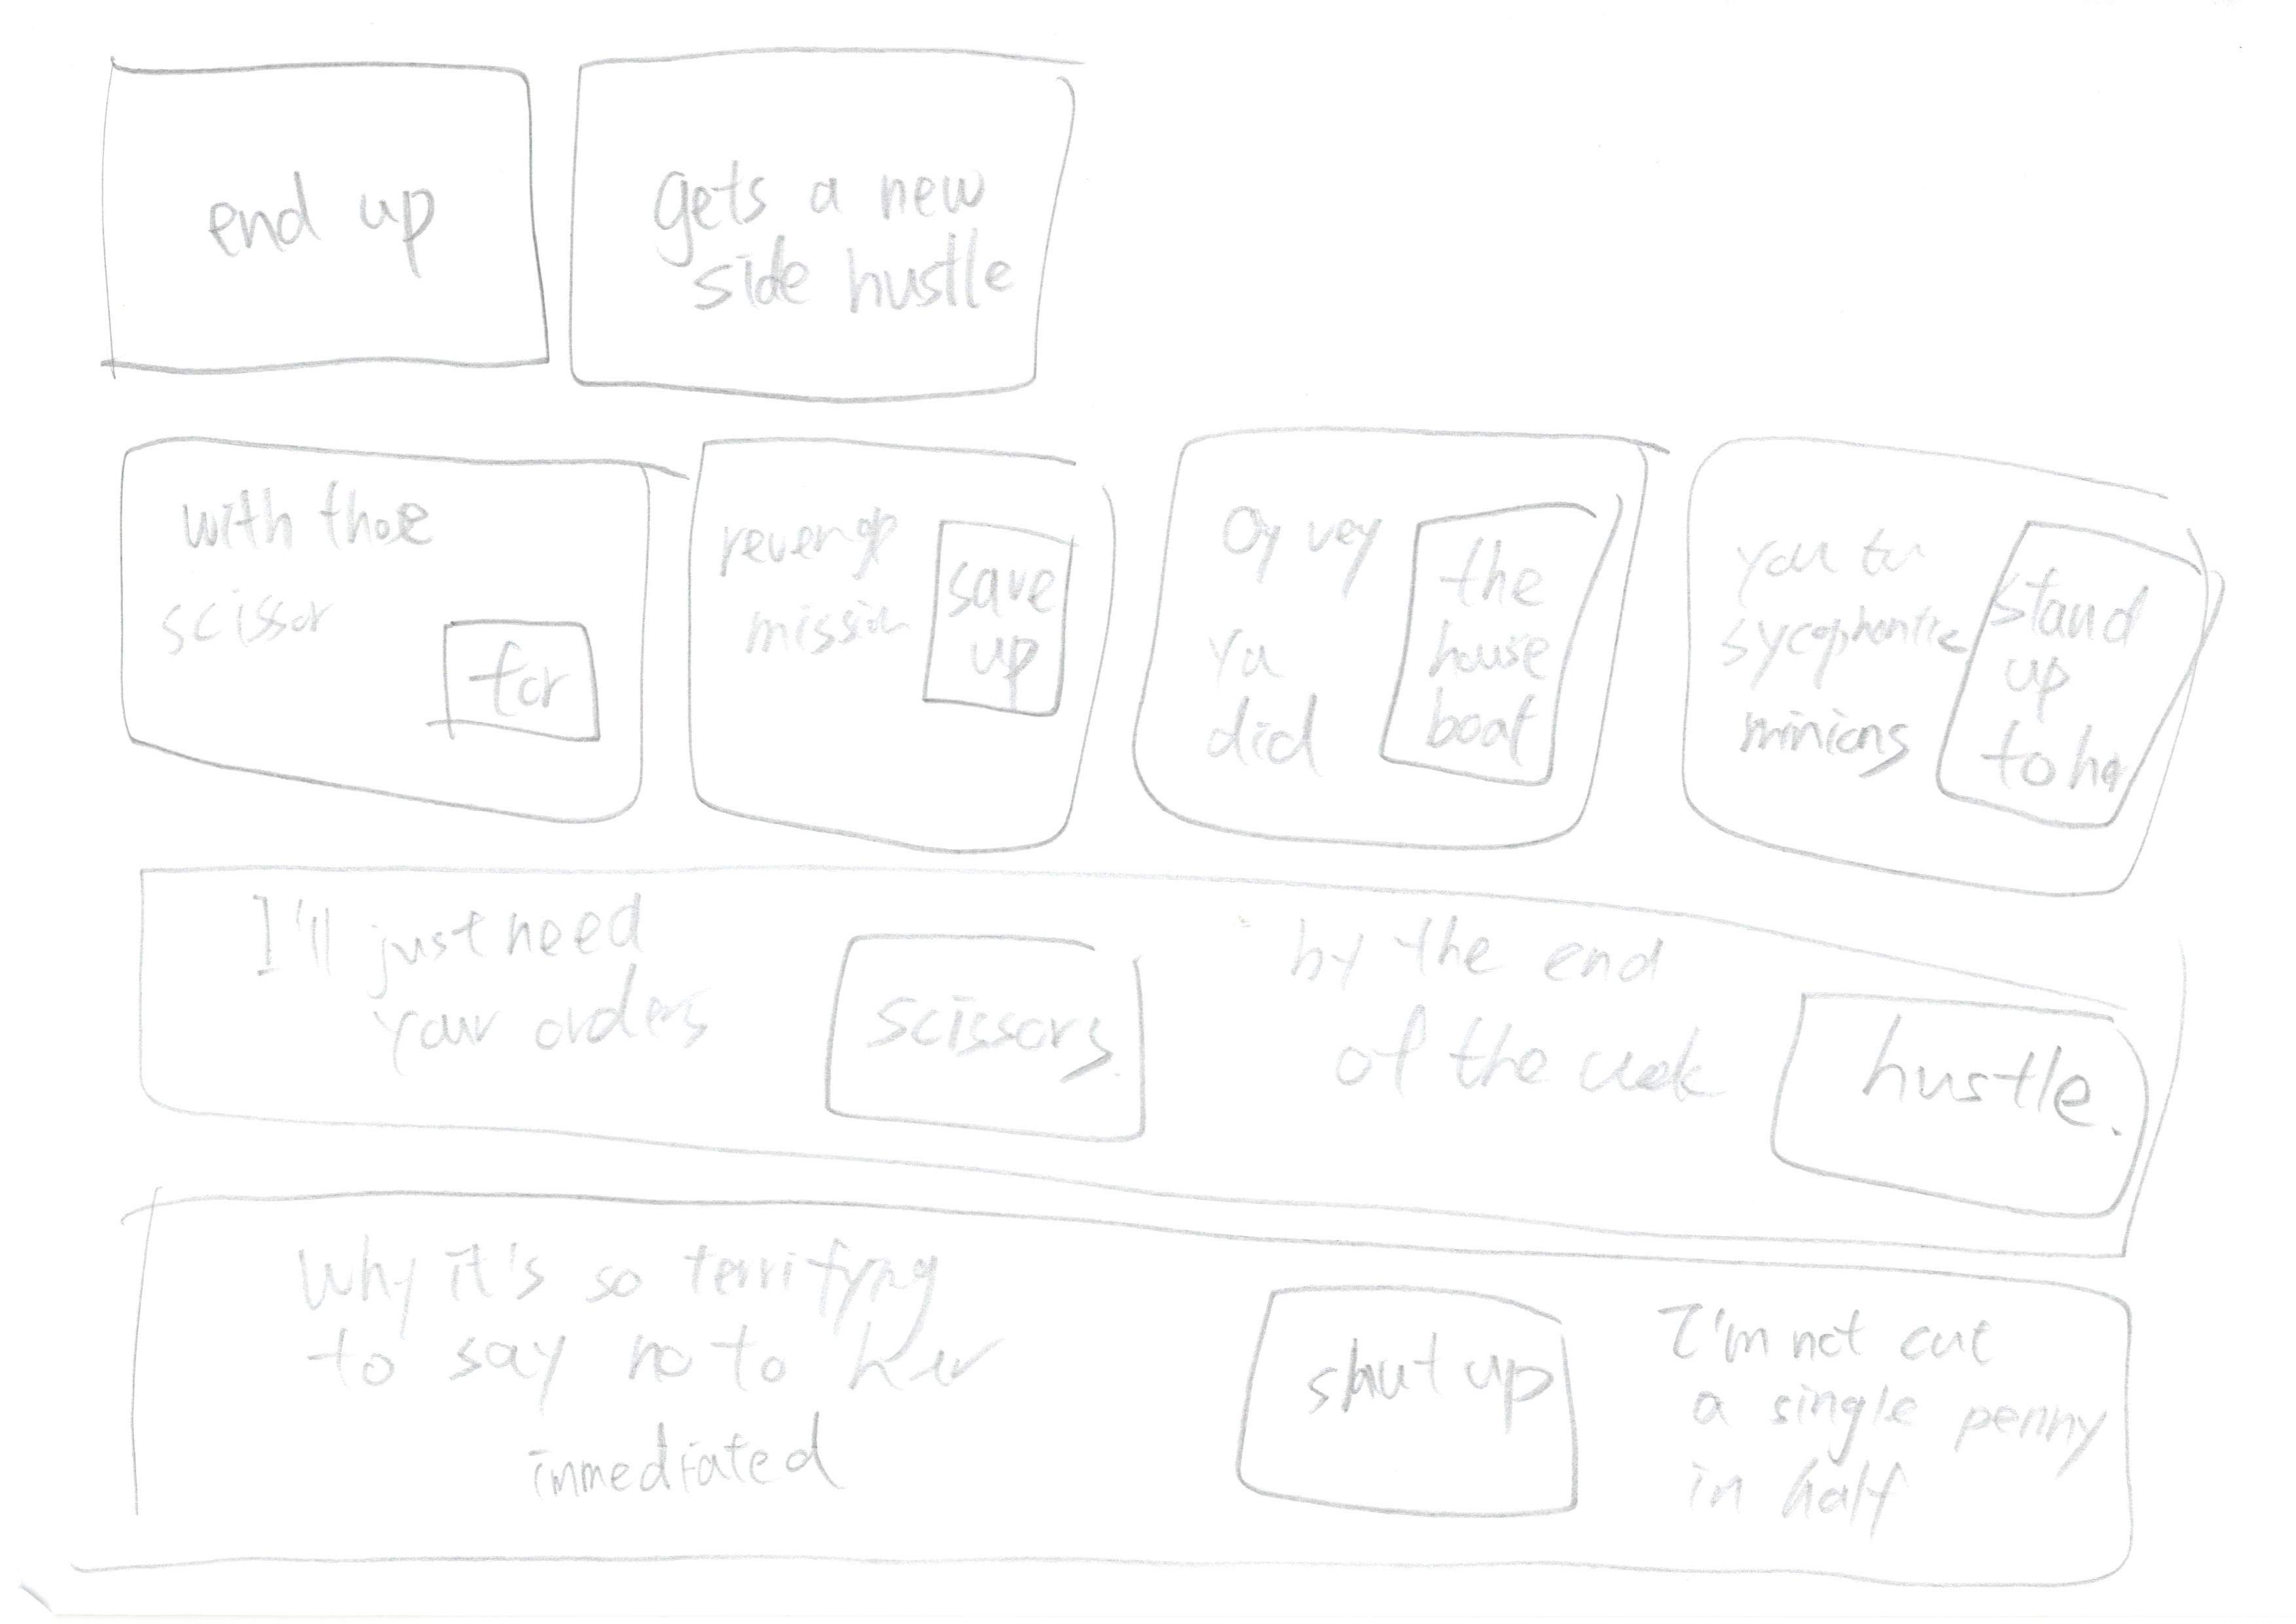 end up
gets a new
side hustle
with those
scissor
for
revenge
mission
save
up
Oy vey
Ya
did
the
house
boat
you tu
sycophantic
minions
stand
up
to her
I'll just need
your orders
scissors.
by the end
of the week
hustle.
Why it's so terrifyng
to say no to her
immediated
shut up
I'm not cut
a single penny
in half